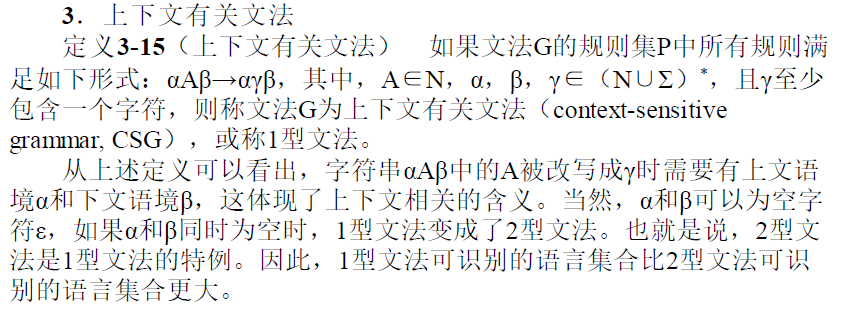 3．上下文有关文法
定义3-15（上下文有关文法） 如果文法G的规则集P中所有规则满
足如下形式：αAβ→αγβ，其中，A∈N，α，β，γ∈（N∪Σ）*，且γ至少
包含一个字符，则称文法G为上下文有关文法（context-sensitive
grammar, CSG），或称1型文法。
从上述定义可以看出，字符串αAβ中的A被改写成γ时需要有上文语
境α和下文语境β，这体现了上下文相关的含义。当然，α和β可以为空字
符ε，如果α和β同时为空时，1型文法变成了2型文法。也就是说，2型文
法是1型文法的特例。因此，1型文法可识别的语言集合比2型文法可识
别的语言集合更大。